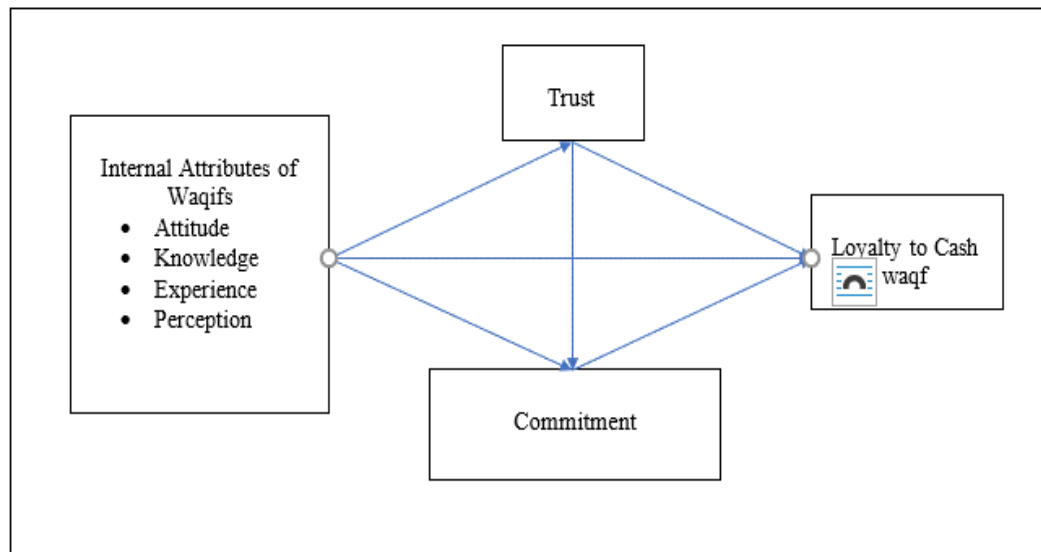 Trust
Internal Attributes of
Waqifs
• Attitude
• Knowledge
• Experience
• Perception
Loyalty to Cash
waqf
Commitment